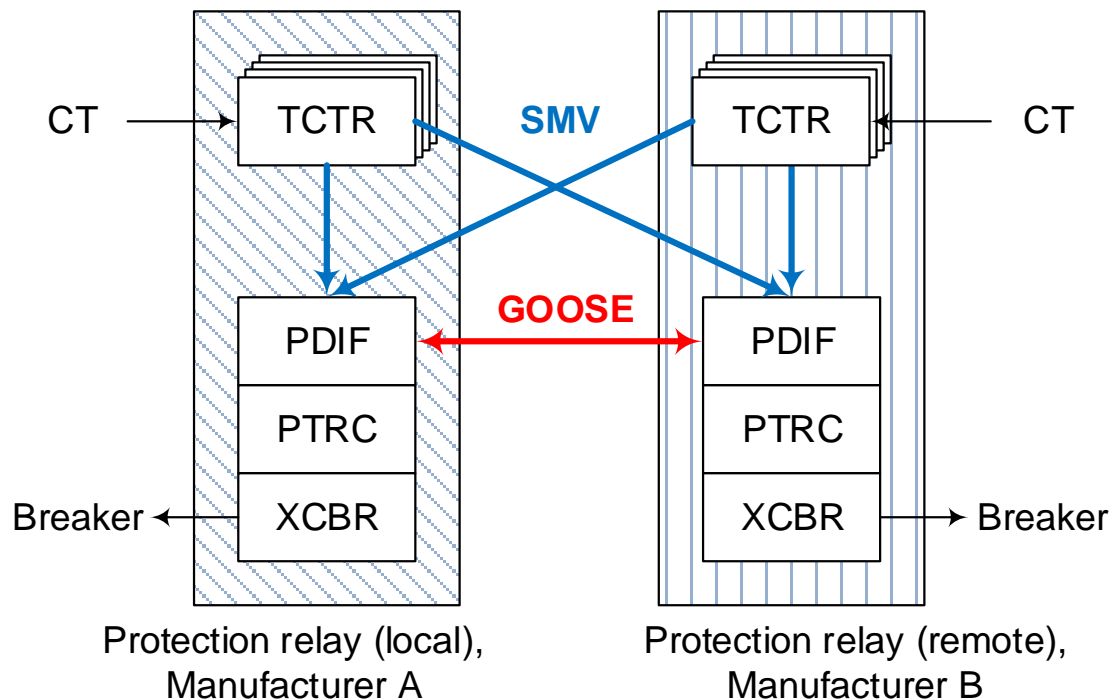 CT
TCTR
SMV
TCTR
CT
PDIF
GOOSE
PDIF
PTRC
PTRC
Breaker
XCBR
XCBR
Breaker
Protection relay (local),
Manufacturer A
Protection relay (remote),
Manufacturer B